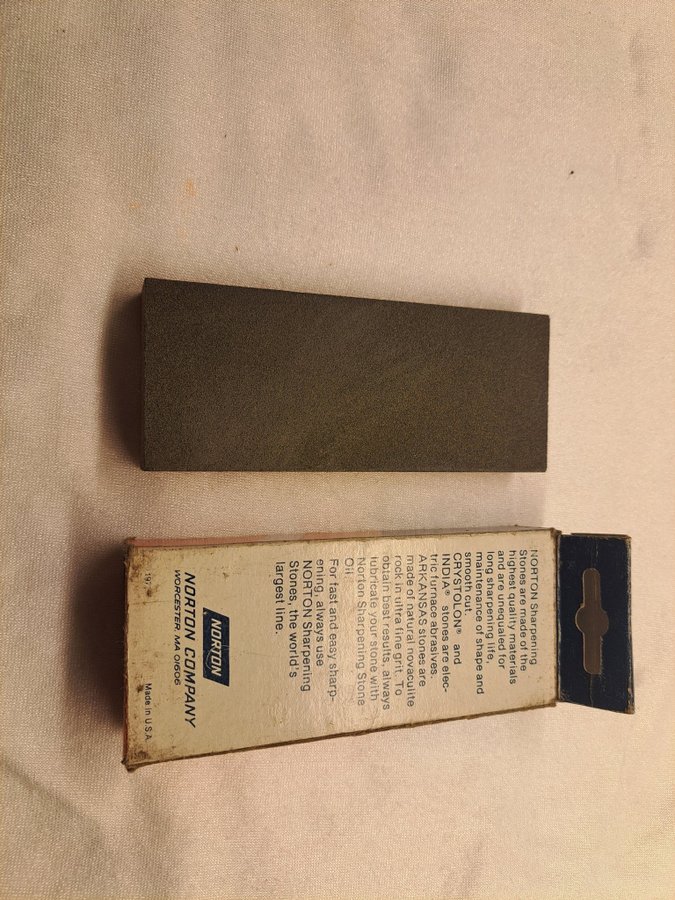 NORTON Sharpening
Stones are made of the
highest quality materials
and are unequaled for
long sharpening life,
maintenance of shape and
smooth cut.
CRYSTOLON® and
INDIA® stones are elec-
tric furnace abrasives.
ARKANSAS stones are
made of natural novaculite
rock in ultra fine grit. To
obtain best results, always
lubricate your stone with
Norton Sharpening Stone
Oil.
For fast and easy sharp-
ening, always use
NORTON Sharpening
Stones, the world's
largest line.
NORTON
NORTON COMPANY
WORCESTER, MA 01606
Made in U.S.A.